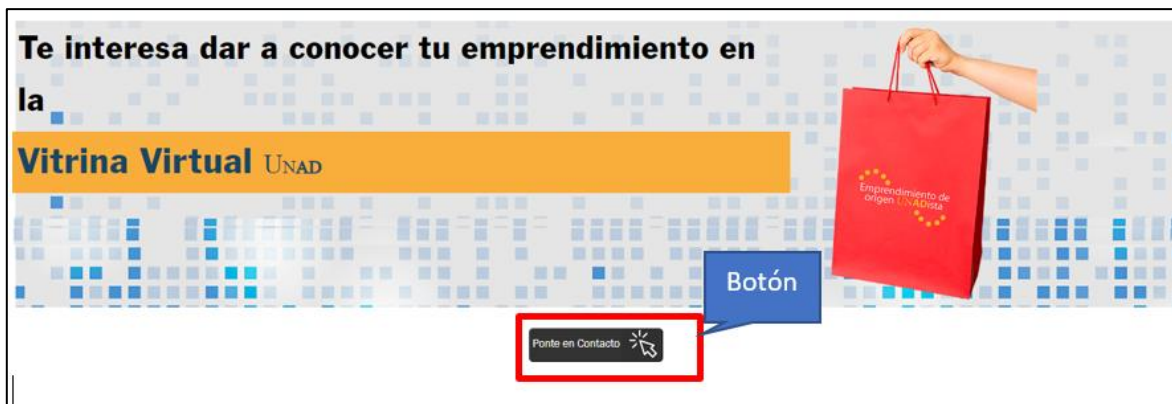 Te interesa dar a conocer tu emprendimiento en
la
Vitrina Virtual UNAD
Emprendimiento de
origen UNADista
Botón
Ponte en Contacto